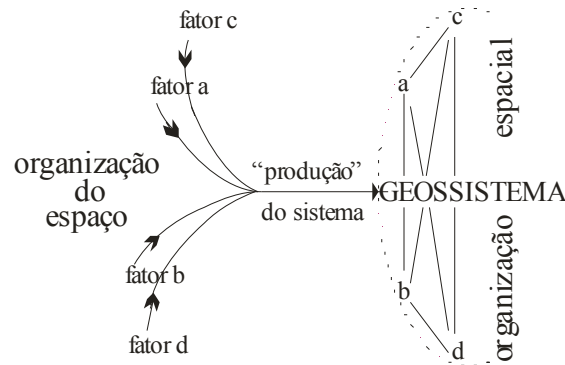 fator c
fator a
organização
do
espaço
fator b
fator d
“produção”
do sistema
c
a
GEOSSISTEMA
b
d
organização espacial